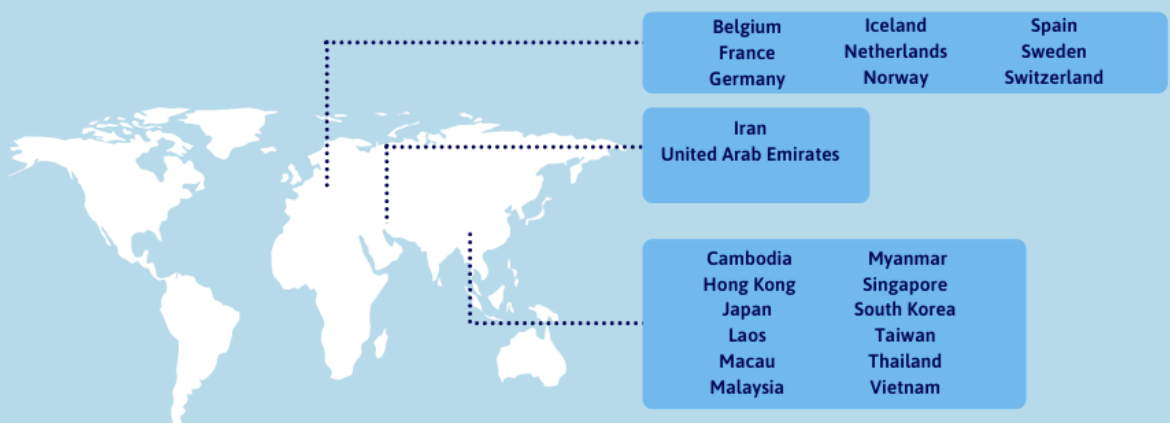 Belgium Iceland Spain
France Netherlands Sweden
Germany Norway Switzerland
Iran
United Arab Emirates
Cambodia Myanmar
Hong Kong Singapore
Japan South Korea
Laos Taiwan
Macau Thailand
Malaysia Vietnam